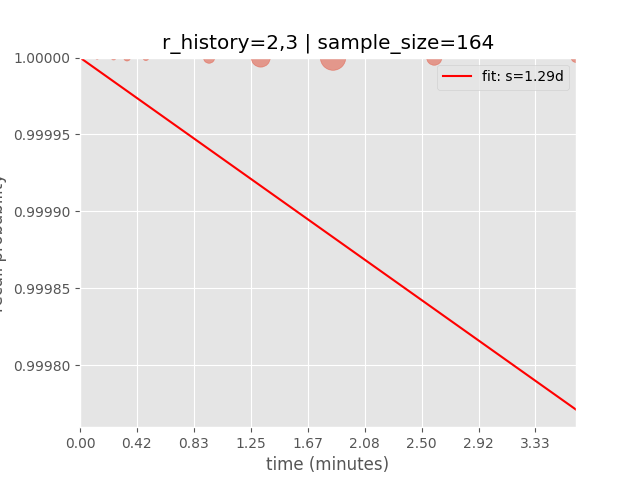 r_history=2,3 | sample_size=164
1.00000
0.99995
0.99990
0.99985
0.99980
fit: s=1.29d
0.00 0.42 0.83 1.25 1.67 2.08 2.50 2.92 3.33
time (minutes)